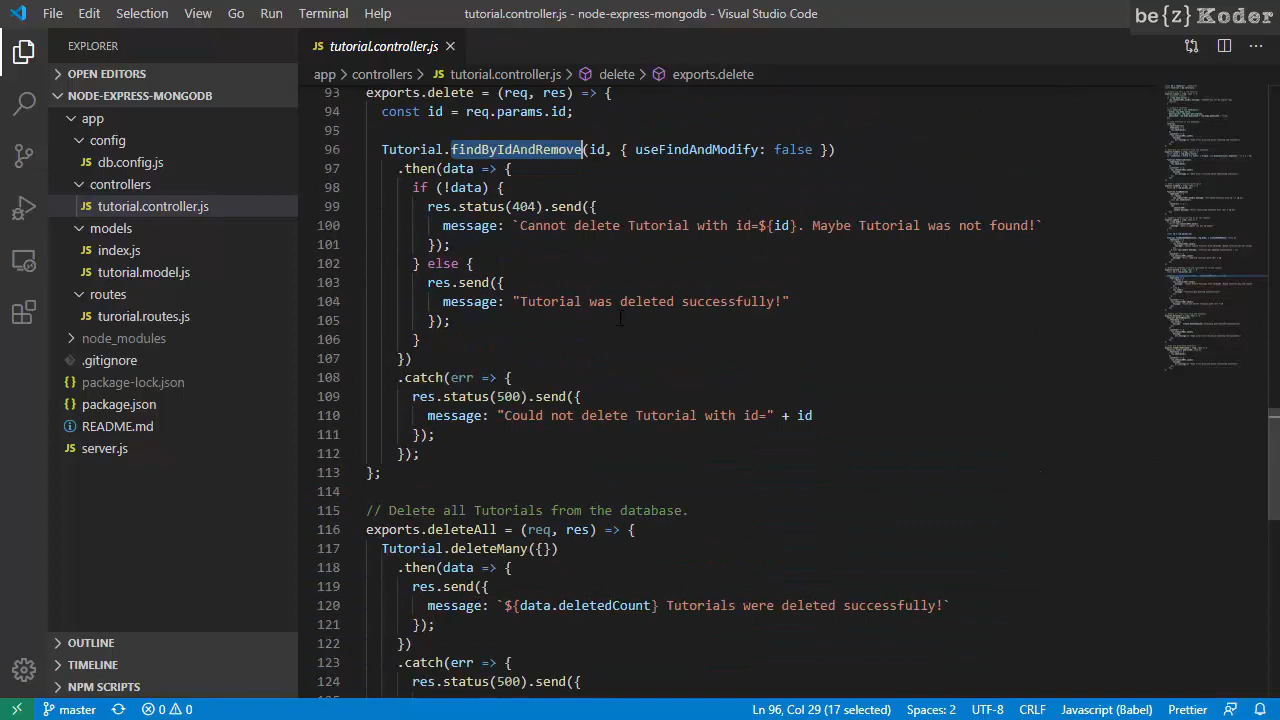 File Edit Selection View Go Run Terminal Help
tutorial.controller.js - node-express-mongodb - Visual Studio Code
be{z}Koder
EXPLORER
OPEN EDITORS
NODE-EXPRESS-MONGODB
app
config
JS db.config.js
controllers
JS tutorial.controller.js
models
JS index.js
JS tutorial.model.js
routes
JS turorial.routes.js
node_modules
.gitignore
{} package-lock.json
{} package.json
README.md
JS server.js
OUTLINE
TIMELINE
NPM SCRIPTS
JS tutorial.controller.js
app > controllers > JS tutorial.controller.js > delete > exports.delete
93 exports.delete = (req, res) => {
94 const id = req.params.id;
95
96 Tutorial.findByIdAndRemove(id, { useFindAndModify: false })
97 .then(data => {
98 if (!data) {
99 res.status(404).send({
100 message: `Cannot delete Tutorial with id=${id}. Maybe Tutorial was not found!`
101 });
102 } else {
103 res.send({
104 message: "Tutorial was deleted successfully!"
105 });
106 }
107 })
108 .catch(err => {
109 res.status(500).send({
110 message: "Could not delete Tutorial with id=" + id
111 });
112 });
113 };
114
115 // Delete all Tutorials from the database.
116 exports.deleteAll = (req, res) => {
117 Tutorial.deleteMany({})
118 .then(data => {
119 res.send({
120 message: `${data.deletedCount} Tutorials were deleted successfully!`
121 });
122 })
123 .catch(err => {
124 res.status(500).send({
master
0 0
Ln 96, Col 29 (17 selected) Spaces: 2 UTF-8 CRLF Javascript (Babel) Prettier